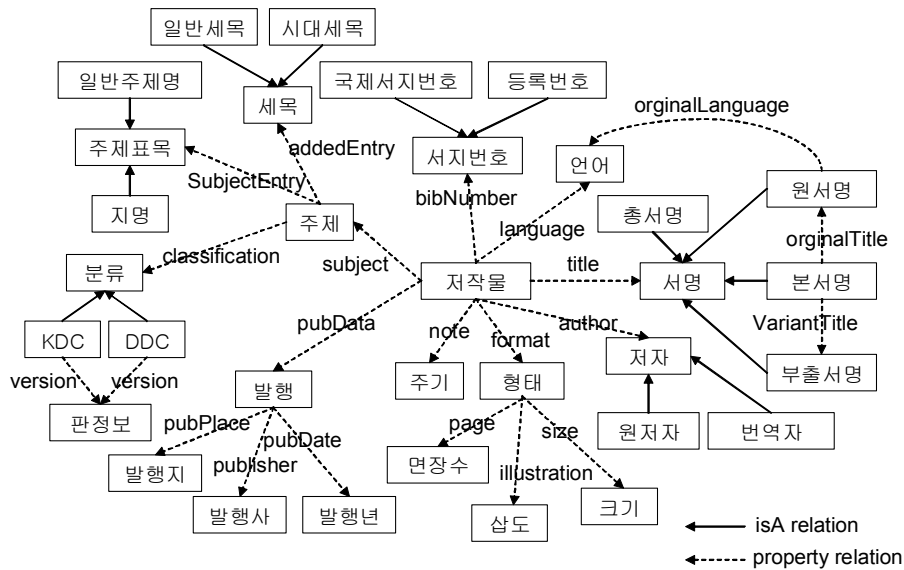 일반세목
시대세목
일반주제명
국제서지번호
등록번호
세목
orginalLanguage
주제표목
addedEntry
서지번호
언어
SubjectEntry
bibNumber
원서명
지명
주제
총서명
language
orginalTitle
classification
분류
subject
저작물
title
서명
본서명
pubData
note
format
author
VariantTitle
KDC
DDC
저자
version
version
발행
주기
형태
부출서명
판정보
pubPlace
pubDate
page
size
원저자
번역자
발행지
publisher
면장수
illustration
발행사
발행년
삽도
크기
isA relation
property relation